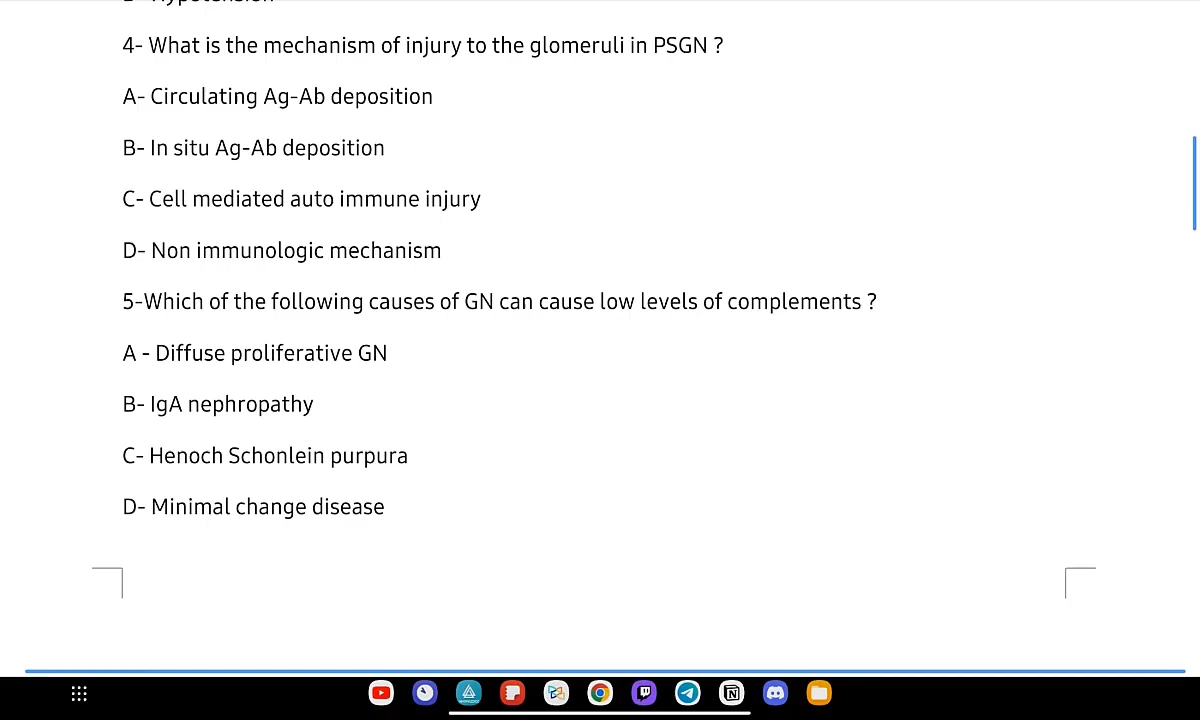 4- What is the mechanism of injury to the glomeruli in PSGN ?
A- Circulating Ag-Ab deposition
B- In situ Ag-Ab deposition
C- Cell mediated auto immune injury
D- Non immunologic mechanism
5-Which of the following causes of GN can cause low levels of complements ?
A - Diffuse proliferative GN
B- IgA nephropathy
C- Henoch Schonlein purpura
D- Minimal change disease